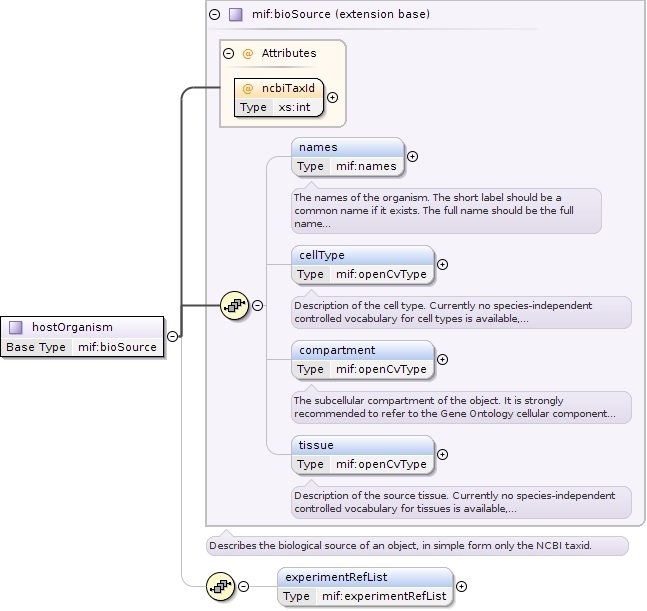 mif:bioSource (extension base)
@ Attributes
@ ncbiTaxId
Type xs:int
names
Type mif:names
The names of the organism. The short label should be a
common name if it exists. The full name should be the full
name...
cellType
Type mif:openCvType
Description of the cell type. Currently no species-independent
controlled vocabulary for cell types is available,...
hostOrganism
Base Type mif:bioSource
compartment
Type mif:openCvType
The subcellular compartment of the object. It is strongly
recommended to refer to the Gene Ontology cellular component...
tissue
Type mif:openCvType
Description of the source tissue. Currently no species-independent
controlled vocabulary for tissues is available,...
Describes the biological source of an object, in simple form only the NCBI taxid.
experimentRefList
Type mif:experimentRefList